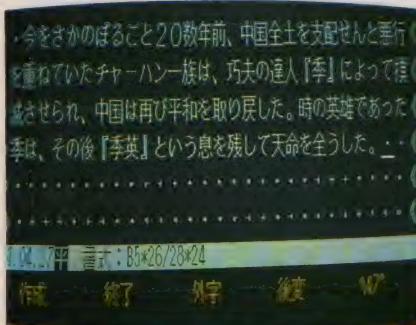 ・今をさかのぼること20数年前、中国全土を支配せんと悪行
を重ねていたチャーハン一族は、巧夫の達人『季』によって
させられ、中国は再び平和を取り戻した。時の英雄であった
季は、その後『季英』という息を残して天命を全うした。_・・
・・・・・・・・・・・・・・・・・・・・・・・・・・・・
・・・・・・・・・・・・・・・・・・・・・・・・・・・・
04.27 書式：B5*26/28*24
作成 終了 外字 後変